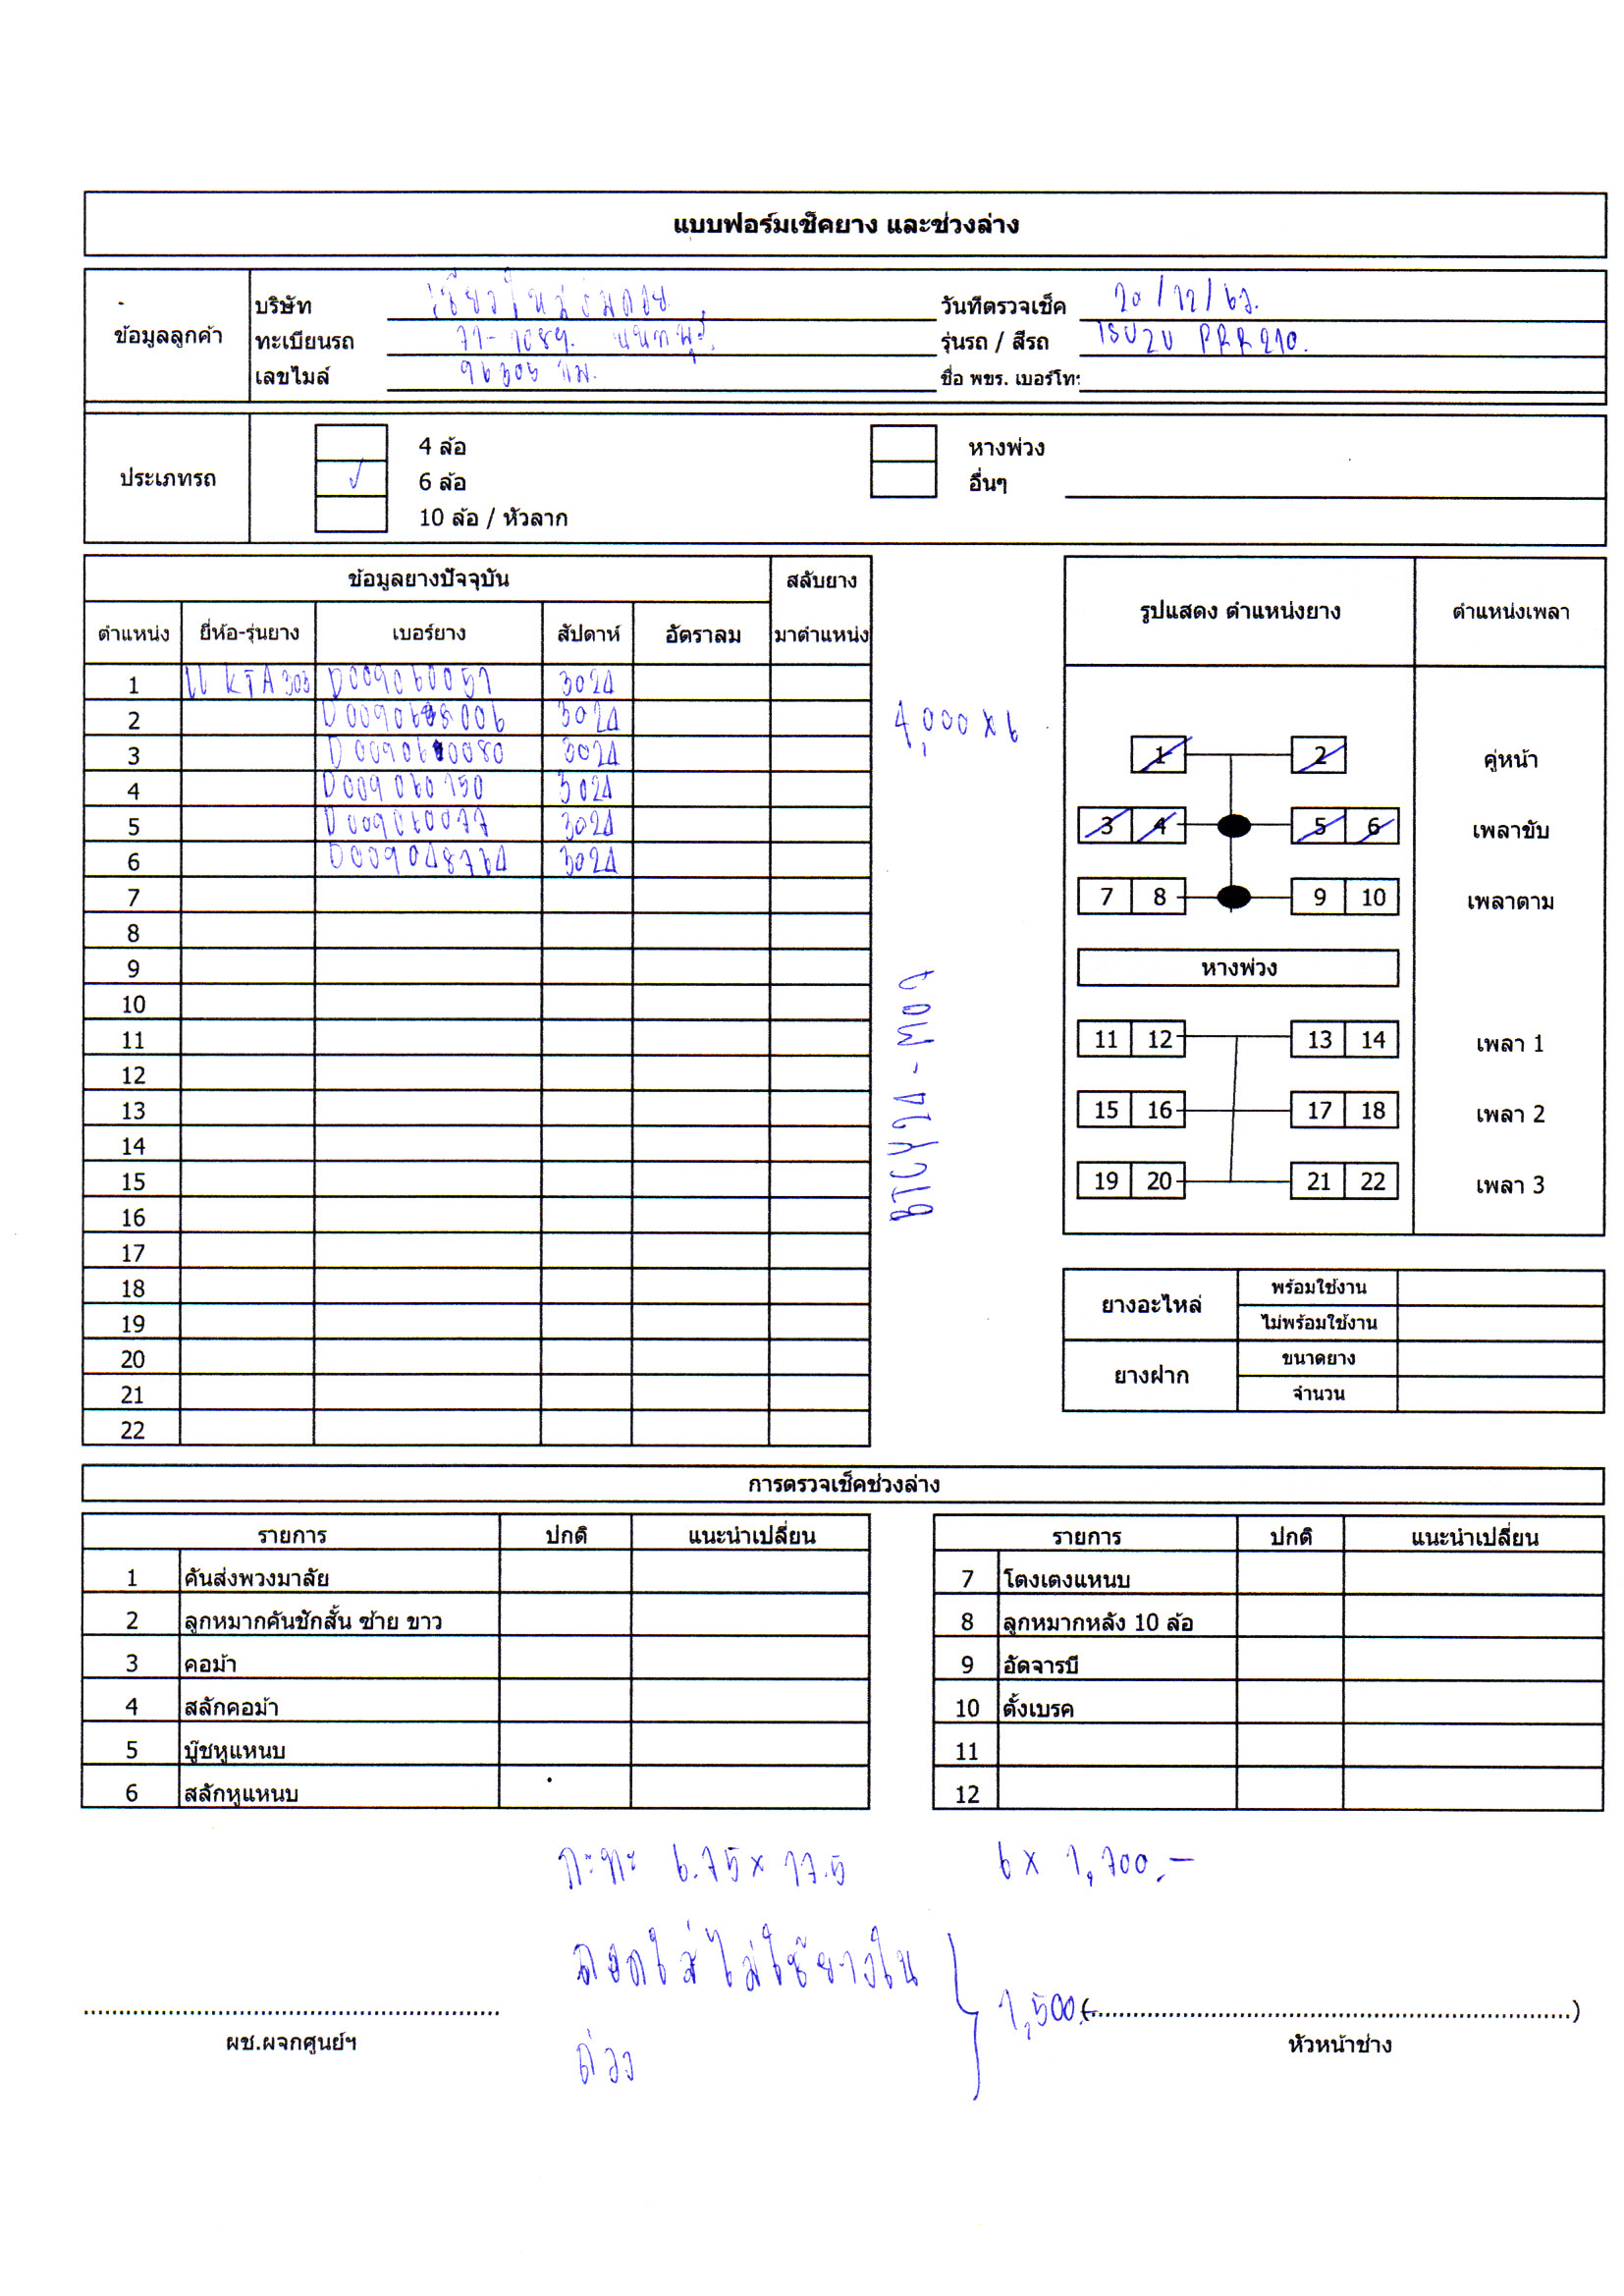 แบบฟอร์มเช็คยาง และช่วงล่าง
ข้อมูลลูกค้า
บริษัท เชียงใหม่ริมดอย วันที่ตรวจเช็ค 20/12/67.
ทะเบียนรถ 71-1089. นนทบุรี. รุ่นรถ / สีรถ ISUZU FRR210.
เลขไมล์ 96305 กม. ชื่อ พขร. เบอร์โทร
ประเภทรถ
4 ล้อ หางพ่วง
✓ 6 ล้อ อื่นๆ
10 ล้อ / หัวลาก
ข้อมูลยางปัจจุบัน สลับยาง
ตำแหน่ง ยี่ห้อ-รุ่นยาง เบอร์ยาง สัปดาห์ อัตราลม มาตำแหน่ง
1 KTA303 D009060051 3024
2 3024
3 3024
4 D009060150 3024
5 D009060077 3024
6 D009048764 3024
7
8
9
10
11
12
13
14
15
16
17
18
19
20
21
22
4,000 x 6
BTCY24-M07
รูปแสดง ตำแหน่งยาง ตำแหน่งเพลา
1 2 คู่หน้า
3 4 5 6 เพลาขับ
7 8 9 10 เพลาตาม
หางพ่วง
11 12 13 14 เพลา 1
15 16 17 18 เพลา 2
19 20 21 22 เพลา 3
ยางอะไหล่ พร้อมใช้งาน
ไม่พร้อมใช้งาน
ยางฝาก ขนาดยาง
จำนวน
การตรวจเช็คช่วงล่าง
รายการ ปกติ แนะนำเปลี่ยน รายการ ปกติ แนะนำเปลี่ยน
1 คันส่งพวงมาลัย 7 โตงเตงแหนบ
2 ลูกหมากคันชักสั้น ซ้าย ขาว 8 ลูกหมากหลัง 10 ล้อ
3 คอม้า 9 อัดจารบี
4 สลักคอม้า 10 ตั้งเบรค
5 บู๊ชหูแหนบ 11
6 สลักหูแหนบ 12
กะทะ 6.75 x 17.5 6 x 1,700.-
ถอดใส่ไม่ใช้ยางใน
ถ่วง
1,500.-
(....................)
ผช.ผจกศูนย์ฯ หัวหน้าช่าง